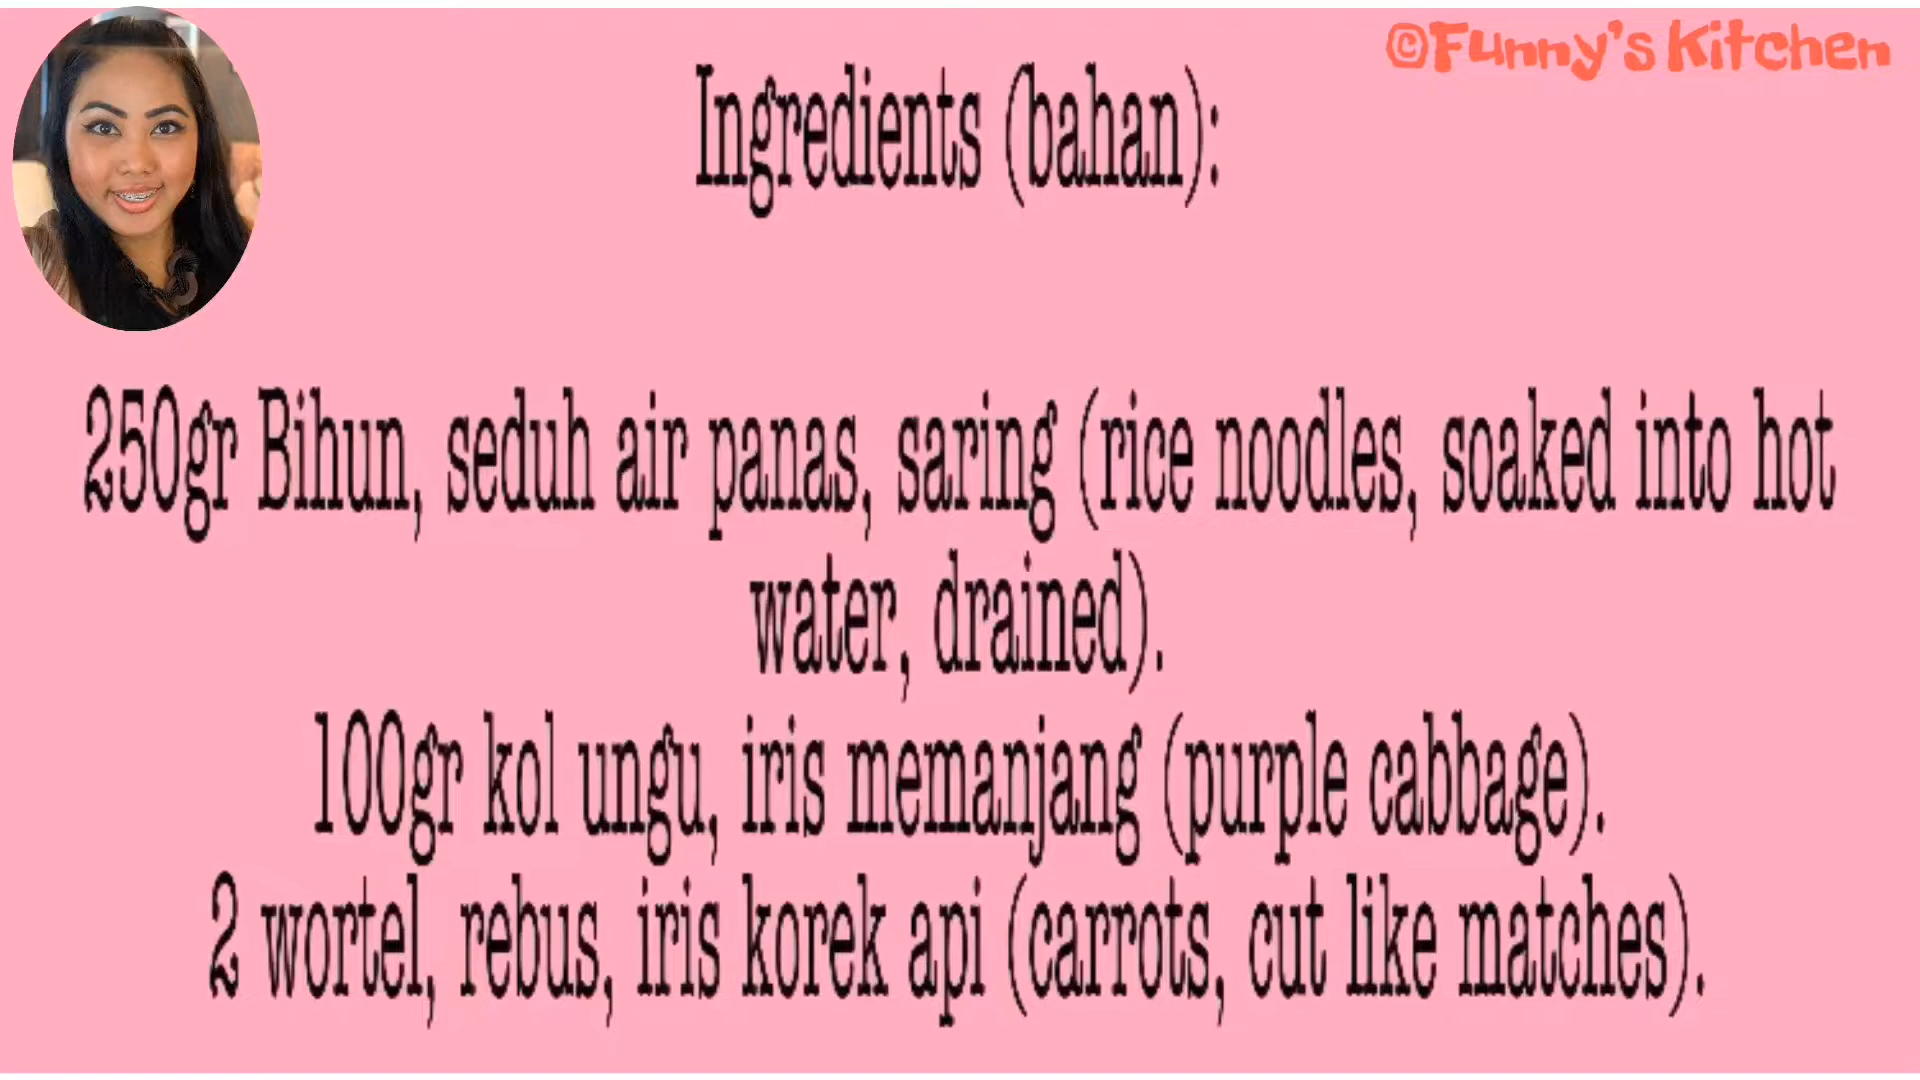 ©Funny's Kitchen
Ingredients (bahan):
250gr Bihun, seduh air panas, saring (rice noodles, soaked into hot
water, drained).
100gr kol ungu, iris memanjang (purple cabbage).
2 wortel, rebus, iris korek api (carrots, cut like matches).